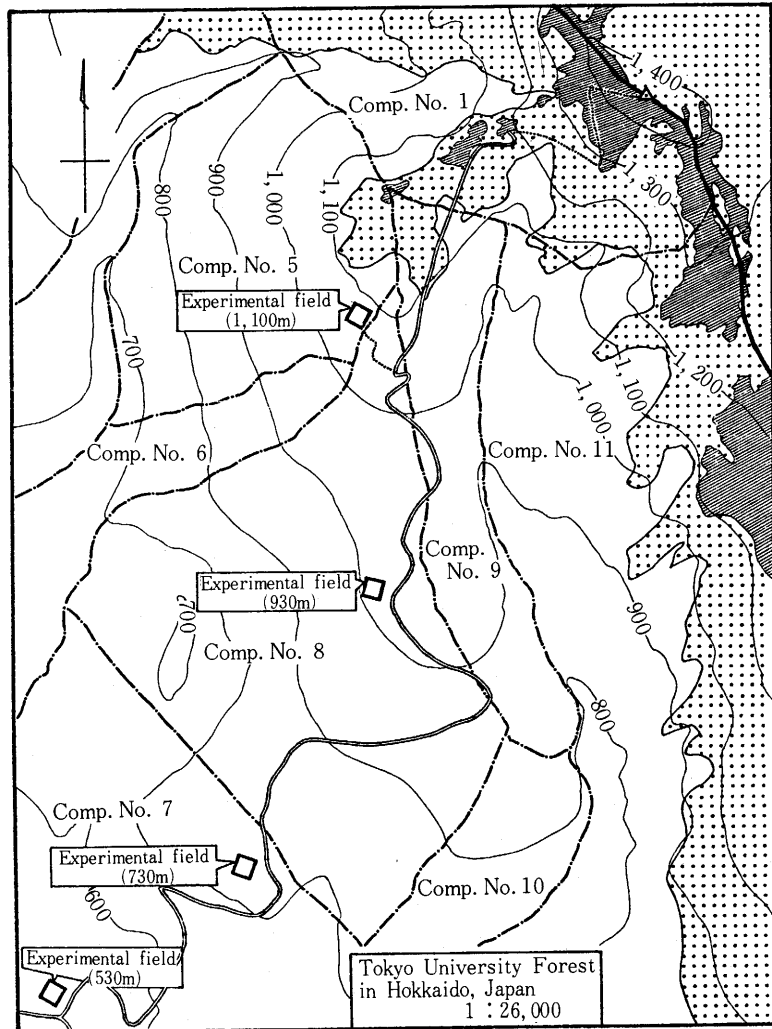 1, 400
Comp. No. 1
1, 300
900
800
1, 000
1, 100
Comp. No. 5
Experimental field
(1, 100m)
700
1, 200
1, 100
1, 000
Comp. No. 6
Comp. No. 11
Comp.
No. 9
Experimental field
(930m)
900
700
Comp. No. 8
800
Comp. No. 7
Experimental field
(730m)
Comp. No. 10
600
Experimental field
(530m)
Tokyo University Forest
in Hokkaido, Japan
1 : 26,000